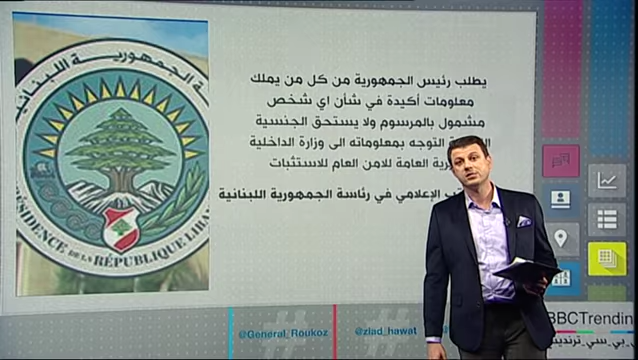 الجمهورية اللبنانية
PRÉSIDENCE DE LA RÉPUBLIQUE LIBA
يطلب رئيس الجمهورية من كل من يملك
معلومات أكيدة في شأن اي شخص
مشمول بالمرسوم ولا يستحق الجنسية
التوجه بمعلوماته الى وزارة الداخلية
العامة للامن العام للاستثبات
الإعلامي في رئاسة الجمهورية اللبنانية
@General_Roukoz
@ziad_hawat
BBCTrendin
بي_سي_ترندينغ